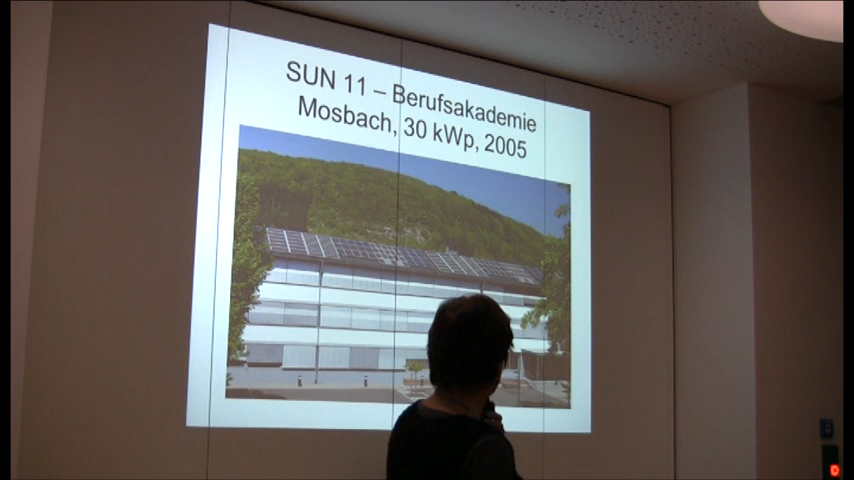 SUN 11 – Berufsakademie
Mosbach, 30 kWp, 2005